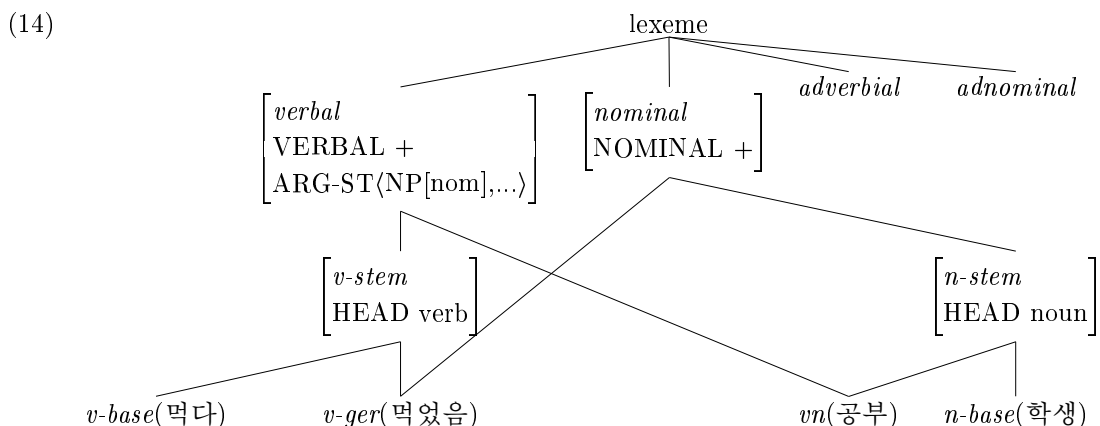 (14)
lexeme
adverbial adnominal
verbal
VERBAL +
ARG-ST⟨NP[nom],...⟩
nominal
NOMINAL +
v-stem
HEAD verb
n-stem
HEAD noun
v-base(먹다) v-ger(먹었음) vn(공부) n-base(학생)